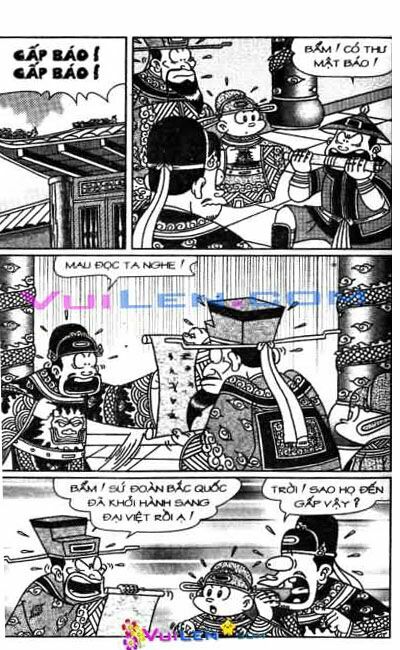 GẤP BÁO !
GẤP BÁO !
BẨM ! CÓ THƯ
MẬT BÁO !
MAU ĐỌC TA NGHE !
VUILEN.COM
BẨM ! SỨ ĐOÀN BẮC QUỐC
ĐÃ KHỞI HÀNH SANG
ĐẠI VIỆT RỒI Ạ !
TRỜI ! SAO HỌ ĐẾN
GẤP VẬY ?
VUILEN
.COM